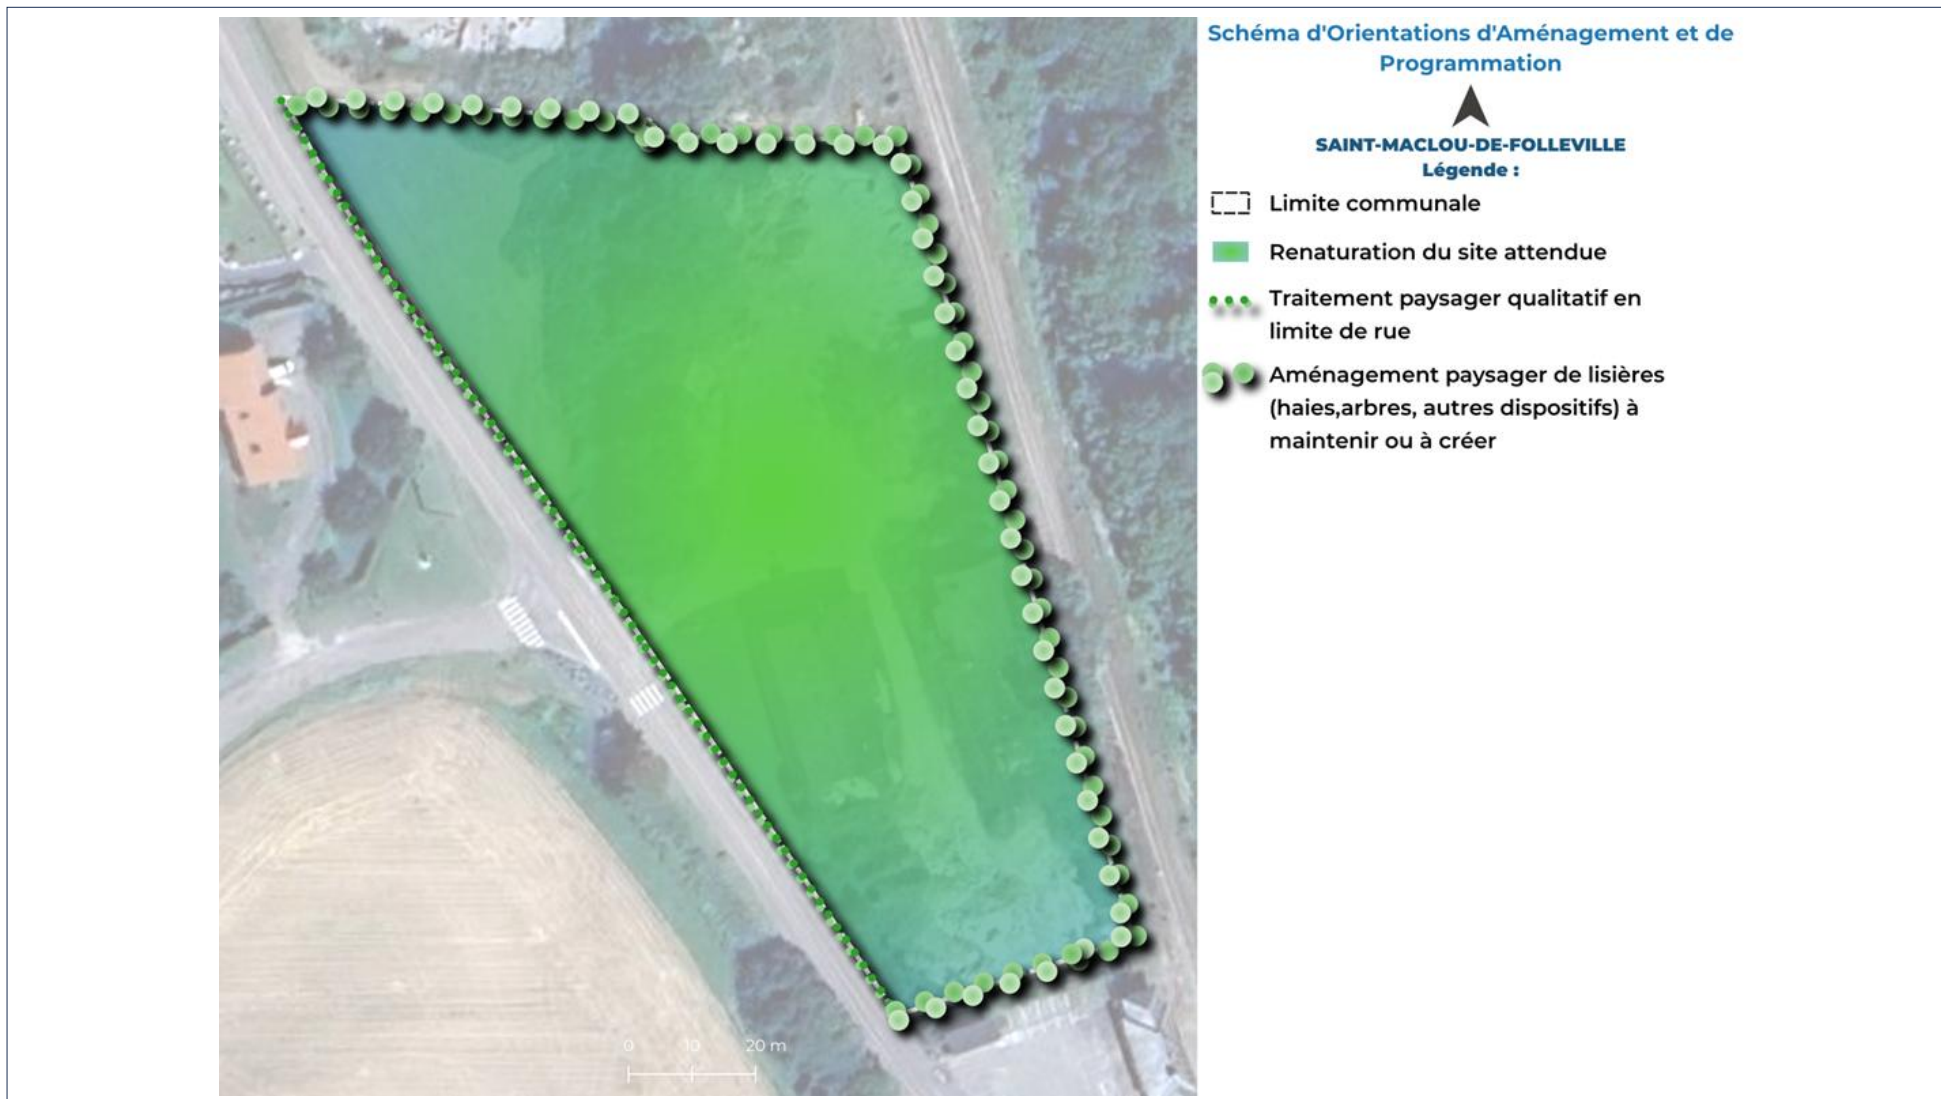 Schéma d'Orientations d'Aménagement et de
Programmation
SAINT-MACLOU-DE-FOLLEVILLE
Légende :
Limite communale
Renaturation du site attendue
Traitement paysager qualitatif en
limite de rue
Aménagement paysager de lisières
(haies,arbres, autres dispositifs) à
maintenir ou à créer
0 10 20 m